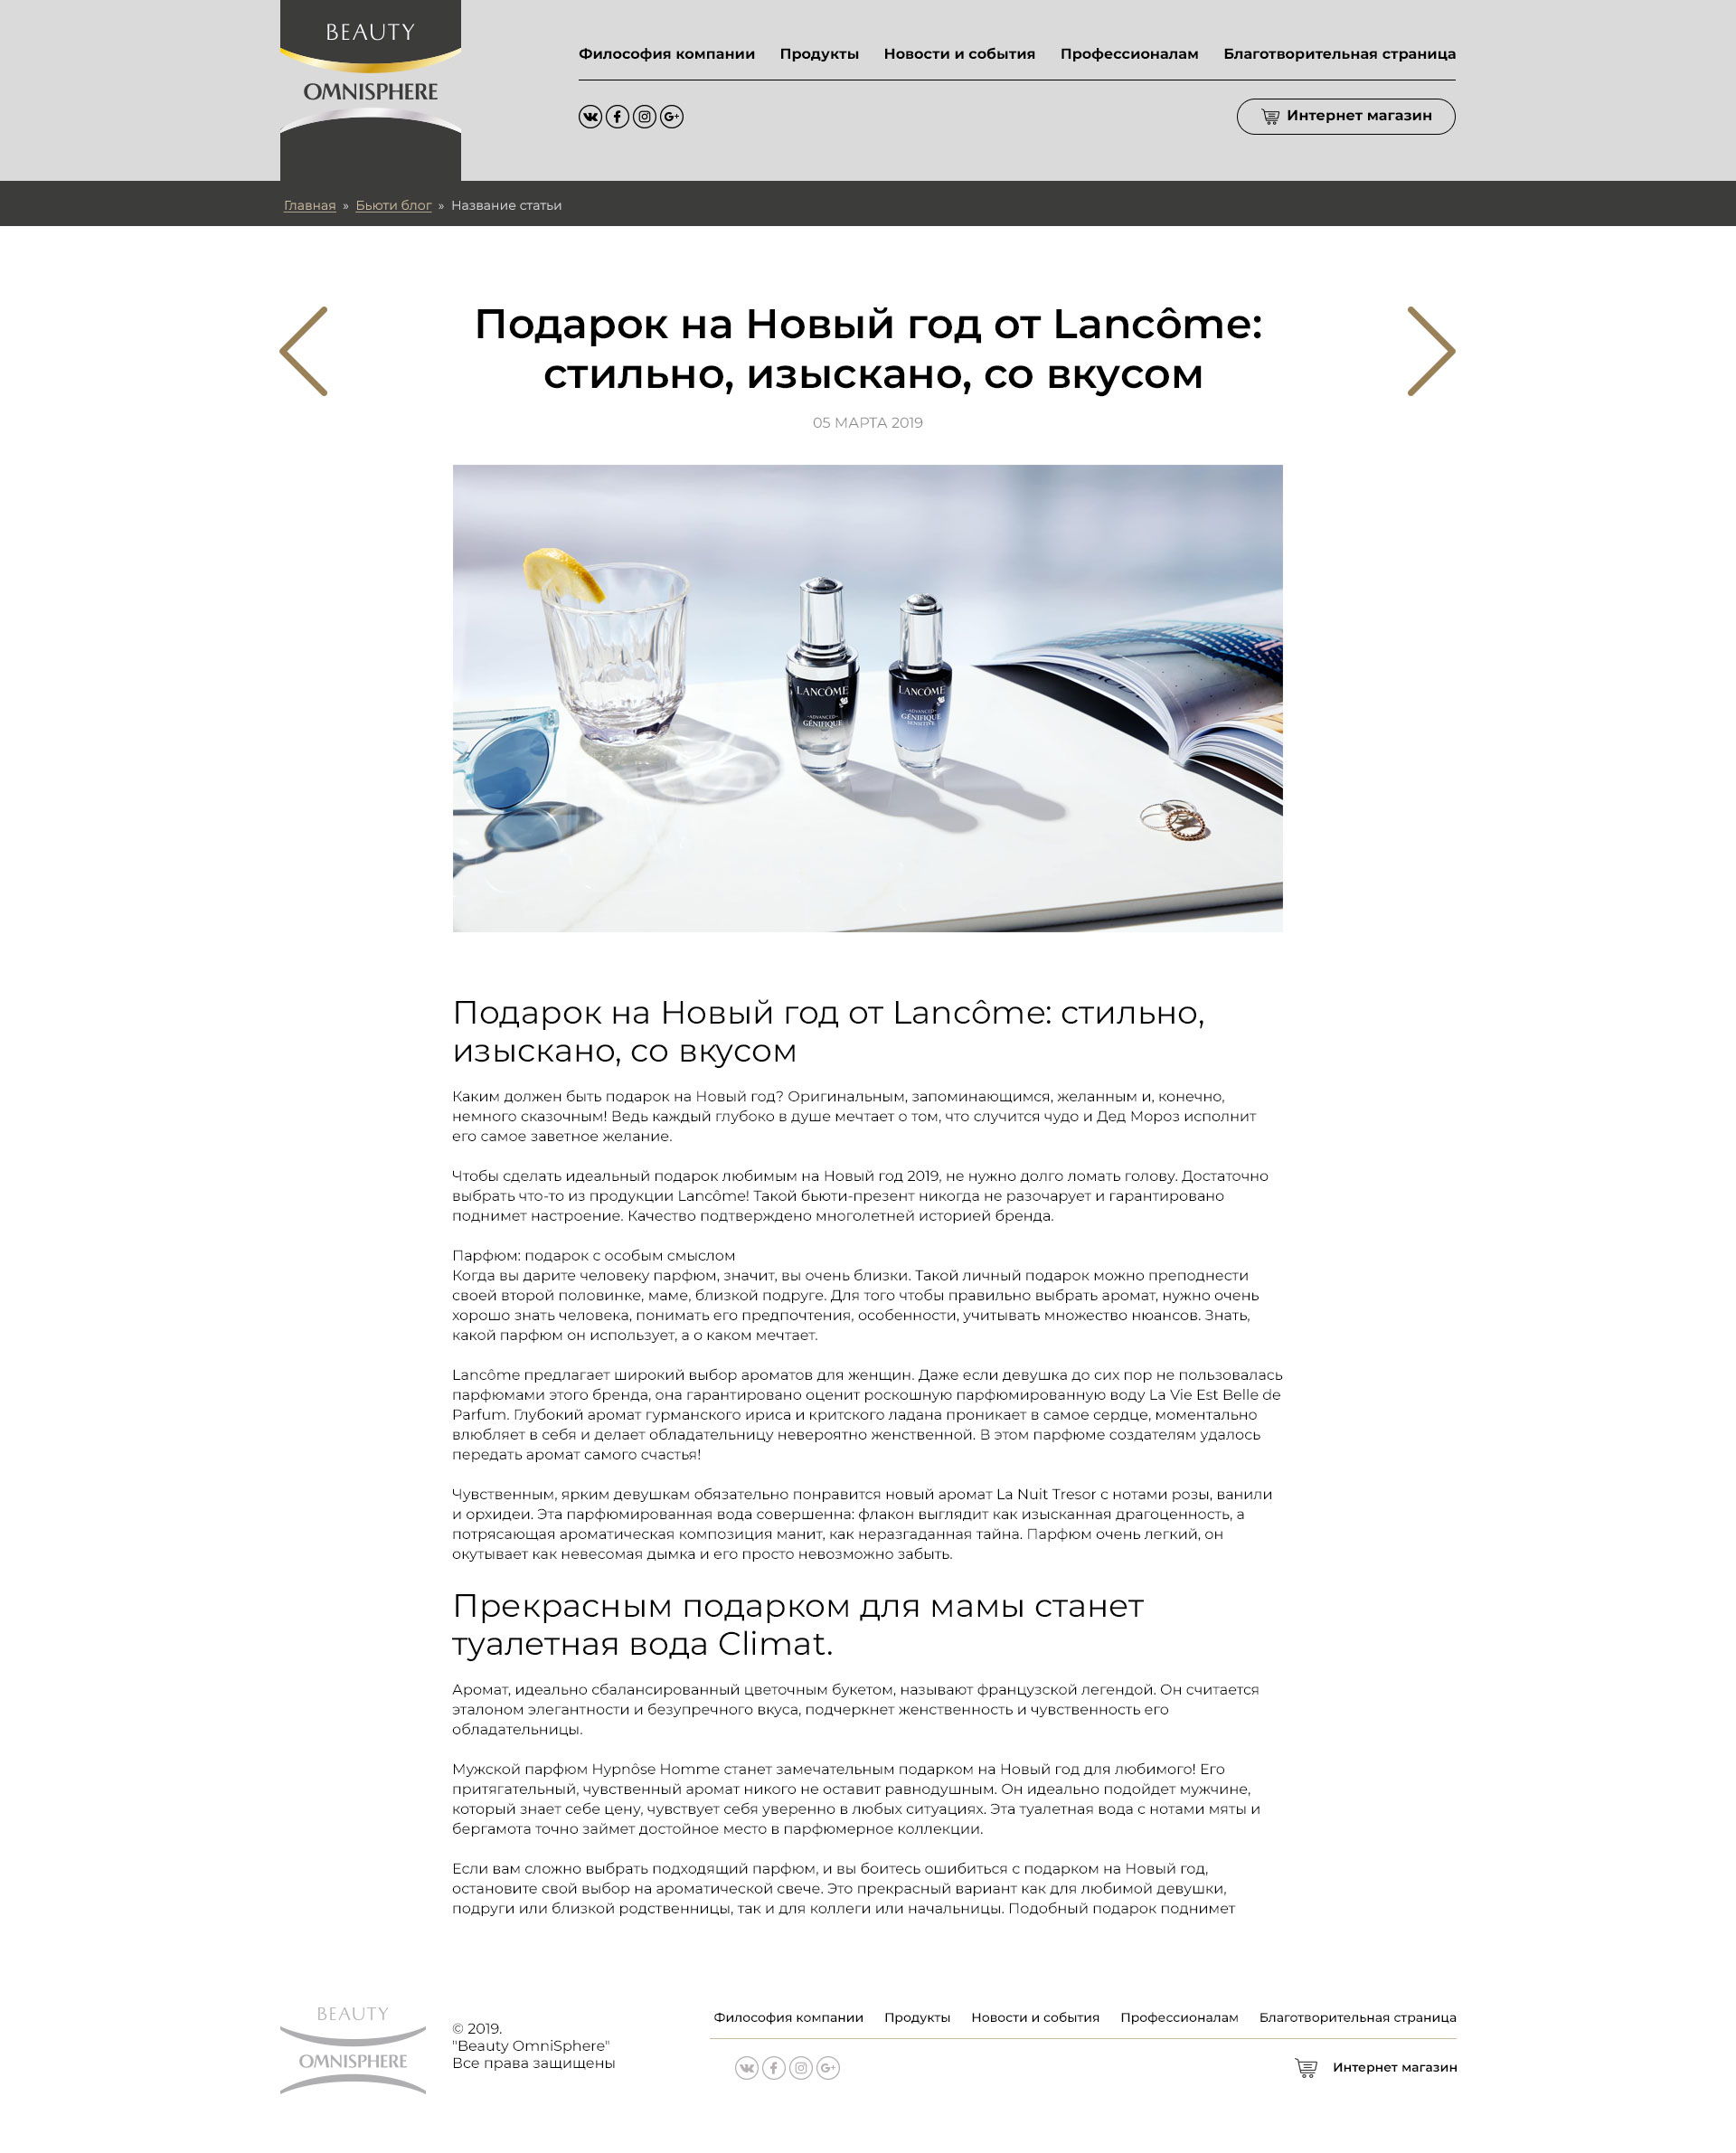 BEAUTY
OMNISPHERE
Философия компании Продукты Новости и события Профессионалам Благотворительная страница
Интернет магазин
Главная » Бьюти блог » Название статьи
Подарок на Новый год от Lancôme:
стильно, изыскано, со вкусом
05 МАРТА 2019
LANCÔME
ADVANCED
GÉNIFIQUE
LANCÔME
ADVANCED
GÉNIFIQUE
SENSITIVE
Подарок на Новый год от Lancôme: стильно,
изыскано, со вкусом
Каким должен быть подарок на Новый год? Оригинальным, запоминающимся, желанным и, конечно,
немного сказочным! Ведь каждый глубоко в душе мечтает о том, что случится чудо и Дед Мороз исполнит
его самое заветное желание.
Чтобы сделать идеальный подарок любимым на Новый год 2019, не нужно долго ломать голову. Достаточно
выбрать что-то из продукции Lancôme! Такой бьюти-презент никогда не разочарует и гарантировано
поднимет настроение. Качество подтверждено многолетней историей бренда.
Парфюм: подарок с особым смыслом
Когда вы дарите человеку парфюм, значит, вы очень близки. Такой личный подарок можно преподнести
своей второй половинке, маме, близкой подруге. Для того чтобы правильно выбрать аромат, нужно очень
хорошо знать человека, понимать его предпочтения, особенности, учитывать множество нюансов. Знать,
какой парфюм он использует, а о каком мечтает.
Lancôme предлагает широкий выбор ароматов для женщин. Даже если девушка до сих пор не пользовалась
парфюмами этого бренда, она гарантировано оценит роскошную парфюмированную воду La Vie Est Belle de
Parfum. Глубокий аромат гурманского ириса и критского ладана проникает в самое сердце, моментально
влюбляет в себя и делает обладательницу невероятно женственной. В этом парфюме создателям удалось
передать аромат самого счастья!
Чувственным, ярким девушкам обязательно понравится новый аромат La Nuit Tresor с нотами розы, ванили
и орхидеи. Эта парфюмированная вода совершенна: флакон выглядит как изысканная драгоценность, а
потрясающая ароматическая композиция манит, как неразгаданная тайна. Парфюм очень легкий, он
окутывает как невесомая дымка и его просто невозможно забыть.
Прекрасным подарком для мамы станет
туалетная вода Climat.
Аромат, идеально сбалансированный цветочным букетом, называют французской легендой. Он считается
эталоном элегантности и безупречного вкуса, подчеркнет женственность и чувственность его
обладательницы.
Мужской парфюм Hypnôse Homme станет замечательным подарком на Новый год для любимого! Его
притягательный, чувственный аромат никого не оставит равнодушным. Он идеально подойдет мужчине,
который знает себе цену, чувствует себя уверенно в любых ситуациях. Эта туалетная вода с нотами мяты и
бергамота точно займет достойное место в парфюмерное коллекции.
Если вам сложно выбрать подходящий парфюм, и вы боитесь ошибиться с подарком на Новый год,
остановите свой выбор на ароматической свече. Это прекрасный вариант как для любимой девушки,
подруги или близкой родственницы, так и для коллеги или начальницы. Подобный подарок поднимет
BEAUTY
OMNISPHERE
© 2019.
"Beauty OmniSphere"
Все права защищены
Философия компании Продукты Новости и события Профессионалам Благотворительная страница
Интернет магазин